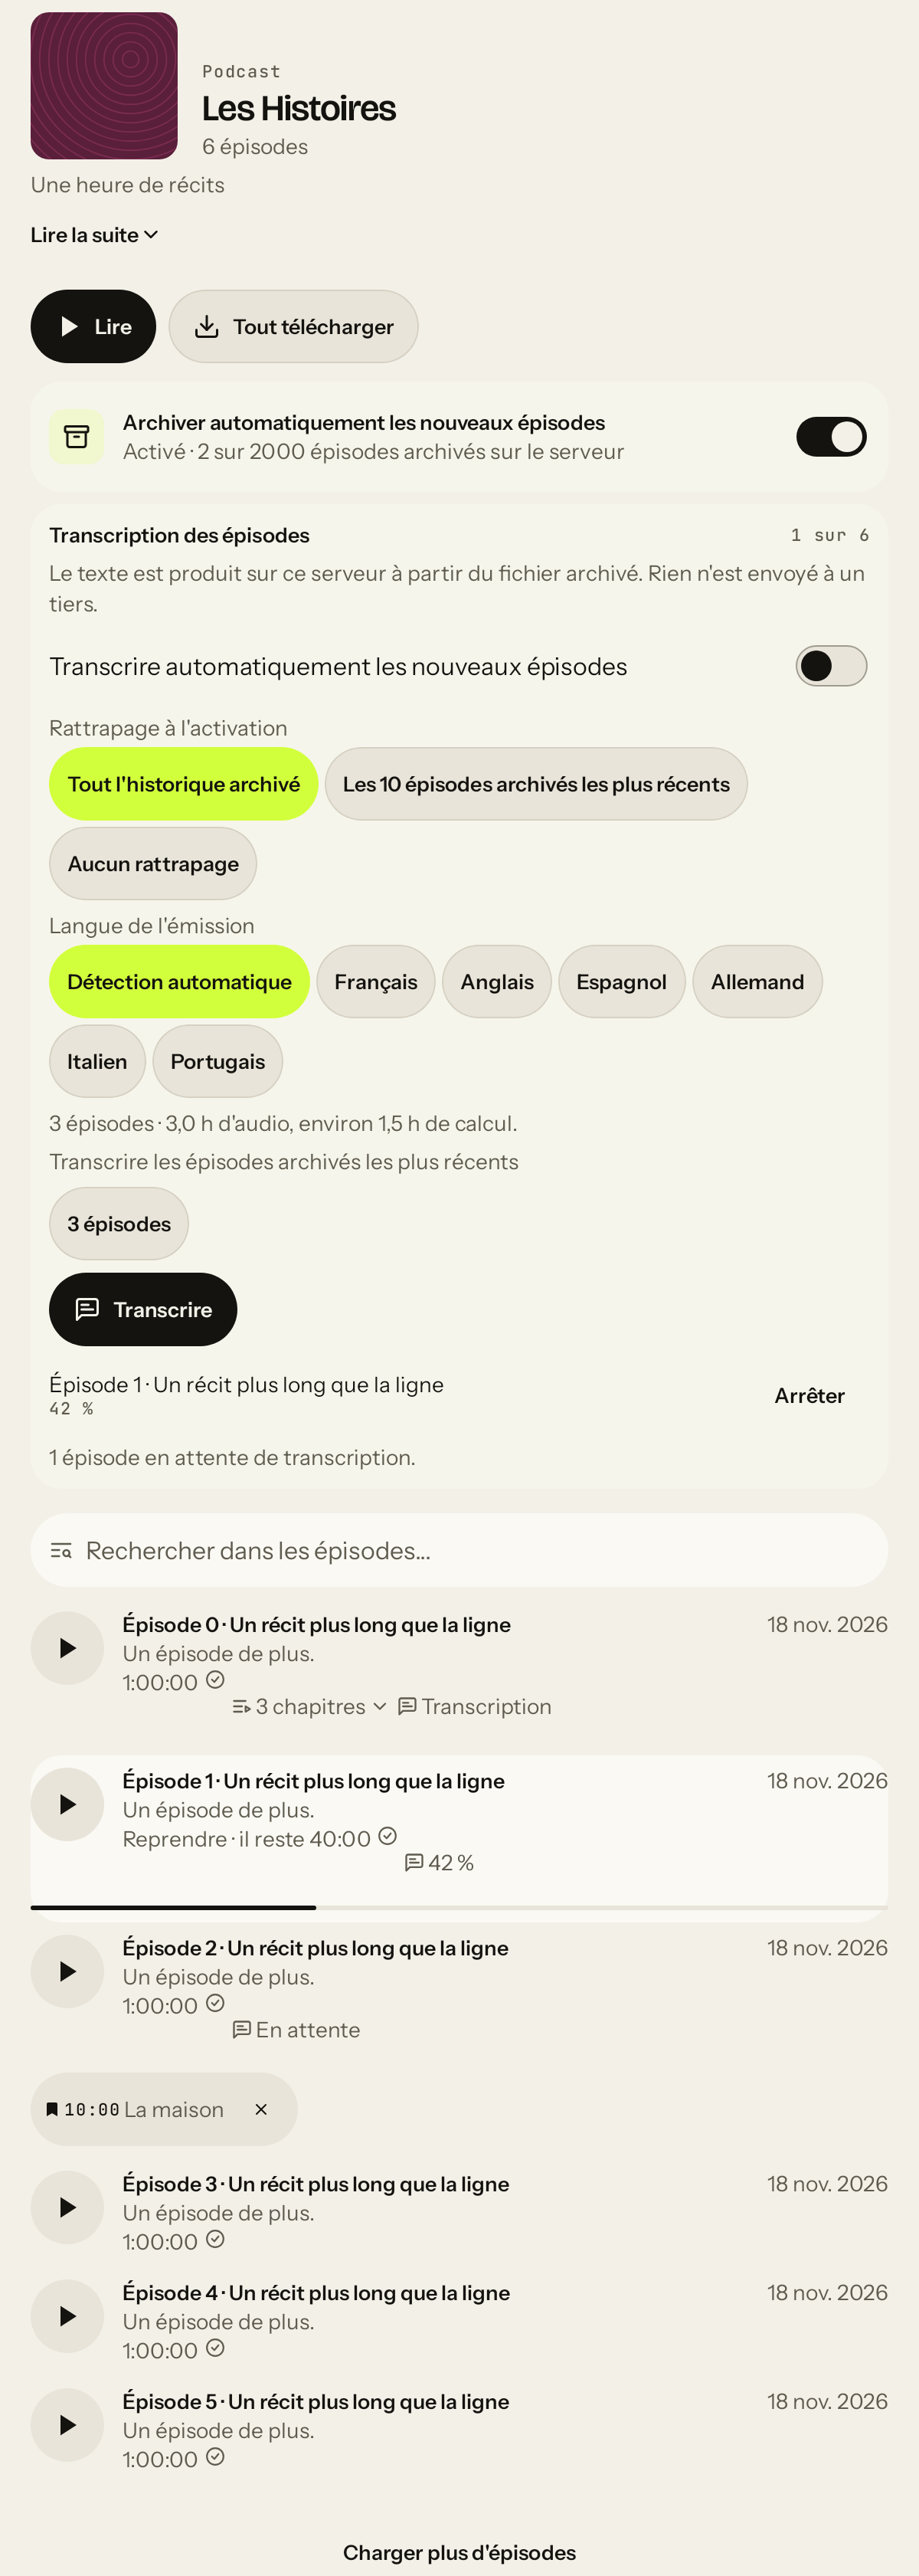 Podcast
Les Histoires
6 épisodes
Une heure de récits
Lire la suite
Lire
Tout télécharger
Archiver automatiquement les nouveaux épisodes
Activé · 2 sur 2000 épisodes archivés sur le serveur
Transcription des épisodes
1 sur 6
Le texte est produit sur ce serveur à partir du fichier archivé. Rien n'est envoyé à un
tiers.
Transcrire automatiquement les nouveaux épisodes
Rattrapage à l'activation
Tout l'historique archivé
Les 10 épisodes archivés les plus récents
Aucun rattrapage
Langue de l'émission
Détection automatique
Français
Anglais
Espagnol
Allemand
Italien
Portugais
3 épisodes · 3,0 h d'audio, environ 1,5 h de calcul.
Transcrire les épisodes archivés les plus récents
3 épisodes
Transcrire
Épisode 1 · Un récit plus long que la ligne
42 %
Arrêter
1 épisode en attente de transcription.
Rechercher dans les épisodes...
Épisode 0 · Un récit plus long que la ligne
18 nov. 2026
Un épisode de plus.
1:00:00
3 chapitres
Transcription
Épisode 1 · Un récit plus long que la ligne
18 nov. 2026
Un épisode de plus.
Reprendre · il reste 40:00
42 %
Épisode 2 · Un récit plus long que la ligne
18 nov. 2026
Un épisode de plus.
1:00:00
En attente
10:00 La maison
Épisode 3 · Un récit plus long que la ligne
18 nov. 2026
Un épisode de plus.
1:00:00
Épisode 4 · Un récit plus long que la ligne
18 nov. 2026
Un épisode de plus.
1:00:00
Épisode 5 · Un récit plus long que la ligne
18 nov. 2026
Un épisode de plus.
1:00:00
Charger plus d'épisodes